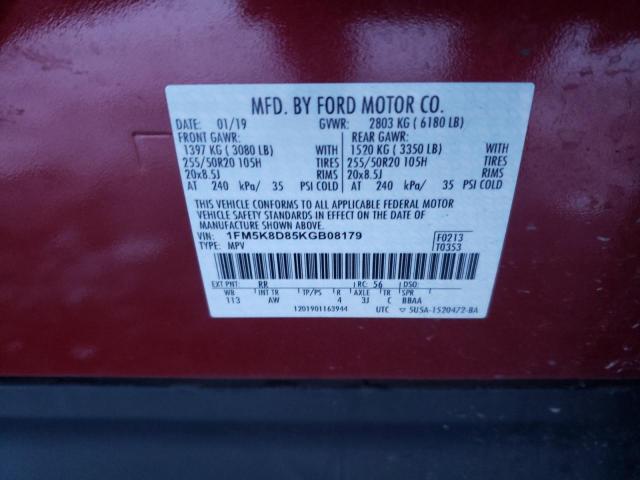 MFD. BY FORD MOTOR CO.
DATE: 01/19 GVWR: 2803 KG ( 6180 LB)
FRONT GAWR: REAR GAWR:
1397 KG ( 3080 LB) WITH 1520 KG ( 3350 LB) WITH
255/50R20 105H TIRES 255/50R20 105H TIRES
20x8.5J RIMS 20x8.5J RIMS
AT 240 kPa/ 35 PSI COLD AT 240 kPa/ 35 PSI COLD
THIS VEHICLE CONFORMS TO ALL APPLICABLE FEDERAL MOTOR
VEHICLE SAFETY STANDARDS IN EFFECT ON THE DATE OF
MANUFACTURE SHOWN ABOVE.
VIN: 1FM5K8D85KGB08179 F0213
TYPE: MPV T0353
EXT PNT: RR RC: 56 DSO:
WB INT TR TP/PS R AXLE TR SPR
113 AW 4 3J C BBAA
1201901163944 UTC ▽ 5U5A-1520472-BA